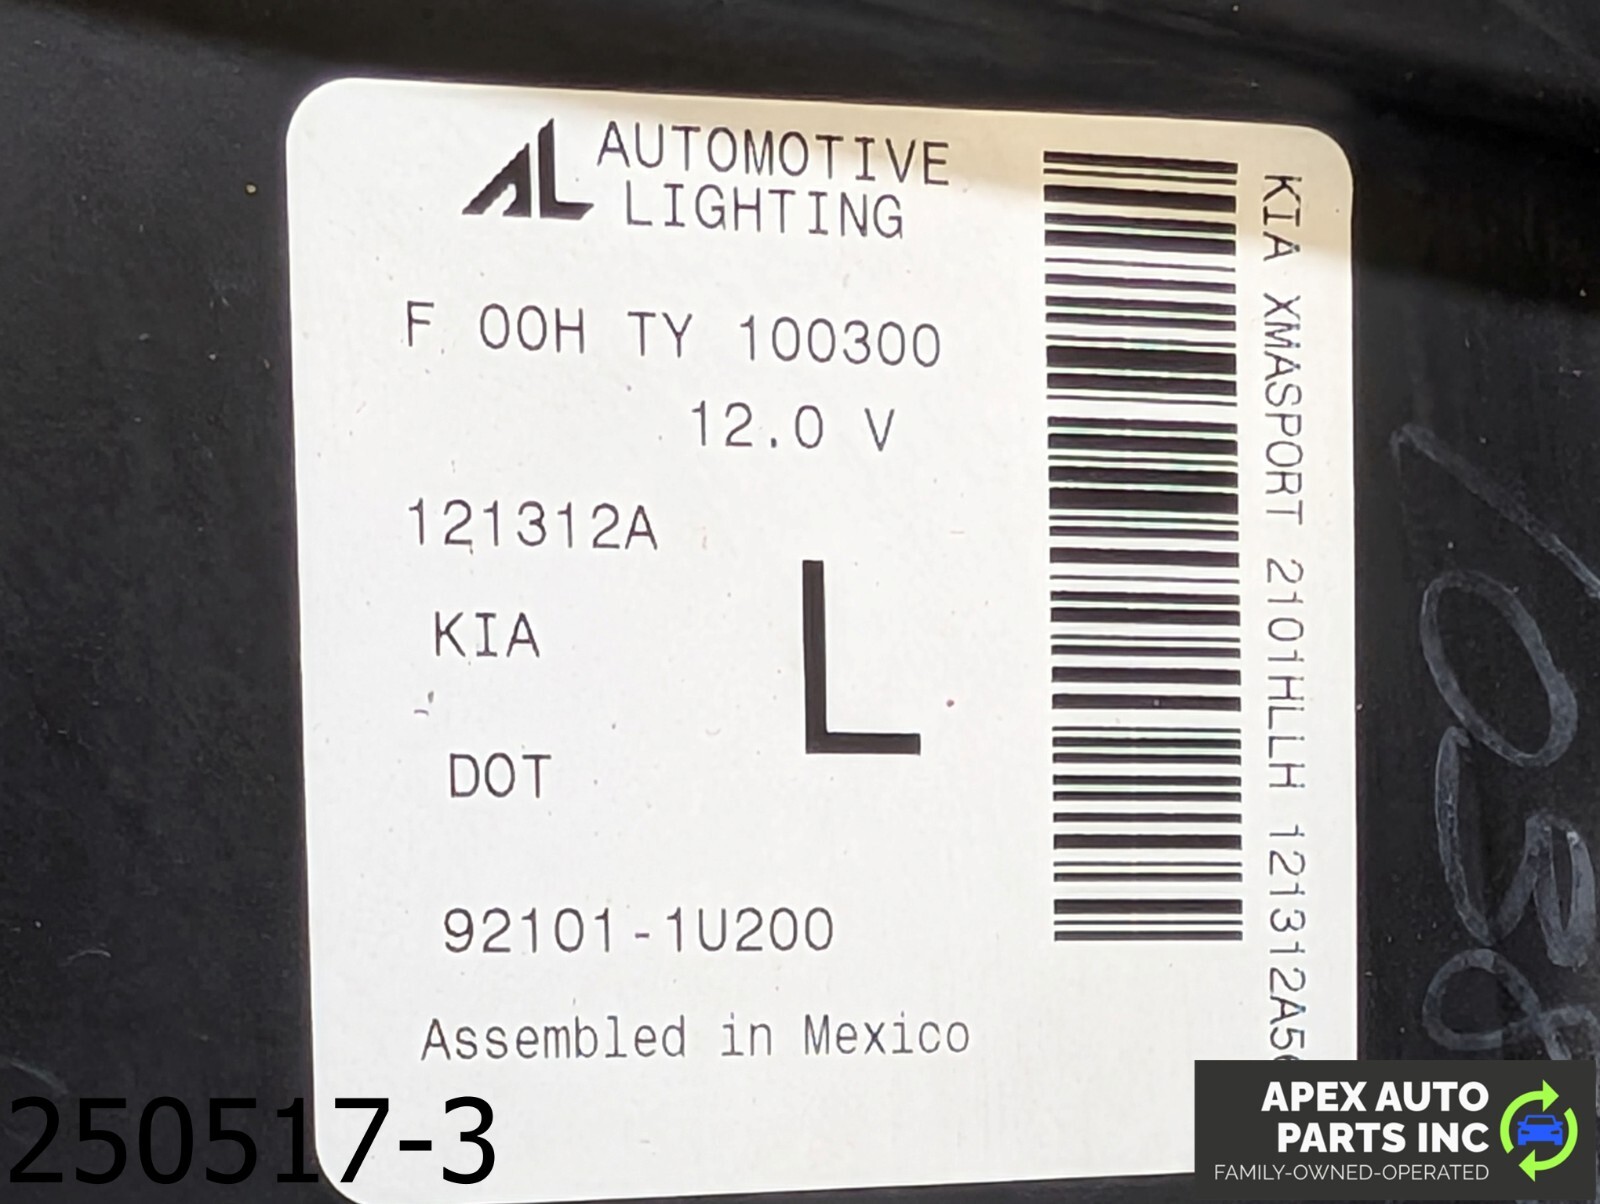 AL AUTOMOTIVE
LIGHTING
F 00H TY 100300
12.0 V
121312A
KIA
L
DOT
92101-1U200
Assembled in Mexico
KIA XMASPORT 2101HLLH 121312A5
250517-3
APEX AUTO
PARTS INC
FAMILY-OWNED-OPERATED